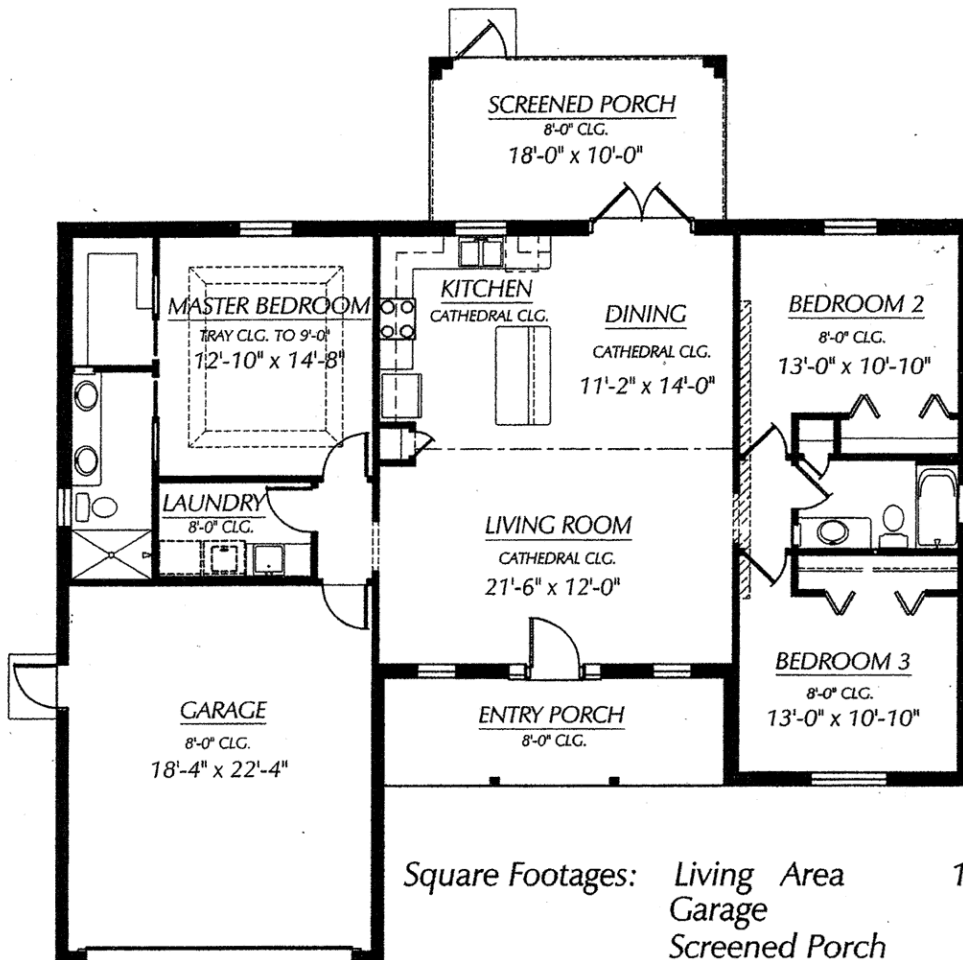 SCREENED PORCH
8'-0" CLG.
18'-0" x 10'-0"
MASTER BEDROOM
TRAY CLG. TO 9'-0"
12'-10" x 14'-8"
KITCHEN
CATHEDRAL CLG.
DINING
CATHEDRAL CLG.
11'-2" x 14'-0"
BEDROOM 2
8'-0" CLG.
13'-0" x 10'-10"
LAUNDRY
8'-0" CLG.
LIVING ROOM
CATHEDRAL CLG.
21'-6" x 12'-0"
BEDROOM 3
8'-0" CLG.
13'-0" x 10'-10"
GARAGE
8'-0" CLG.
18'-4" x 22'-4"
ENTRY PORCH
8'-0" CLG.
Square Footages: Living Area 1
Garage
Screened Porch